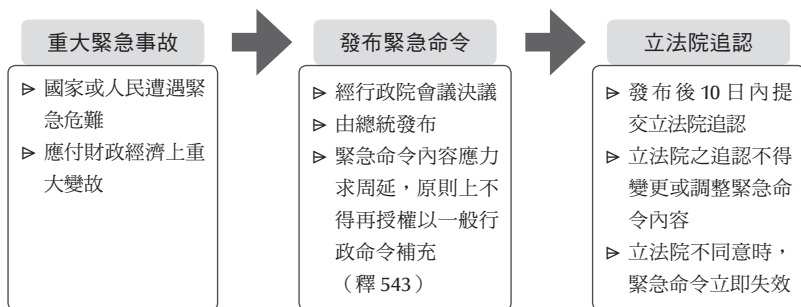 重大緊急事故
國家或人民遭遇緊
急危難
應付財政經濟上重
大變故
發布緊急命令
經行政院會議決議
由總統發布
緊急命令內容應力
求周延，原則上不
得再授權以一般行
政命令補充
（釋 543）
立法院追認
發布後 10 日內提
交立法院追認
立法院之追認不得
變更或調整緊急命
令內容
立法院不同意時，
緊急命令立即失效